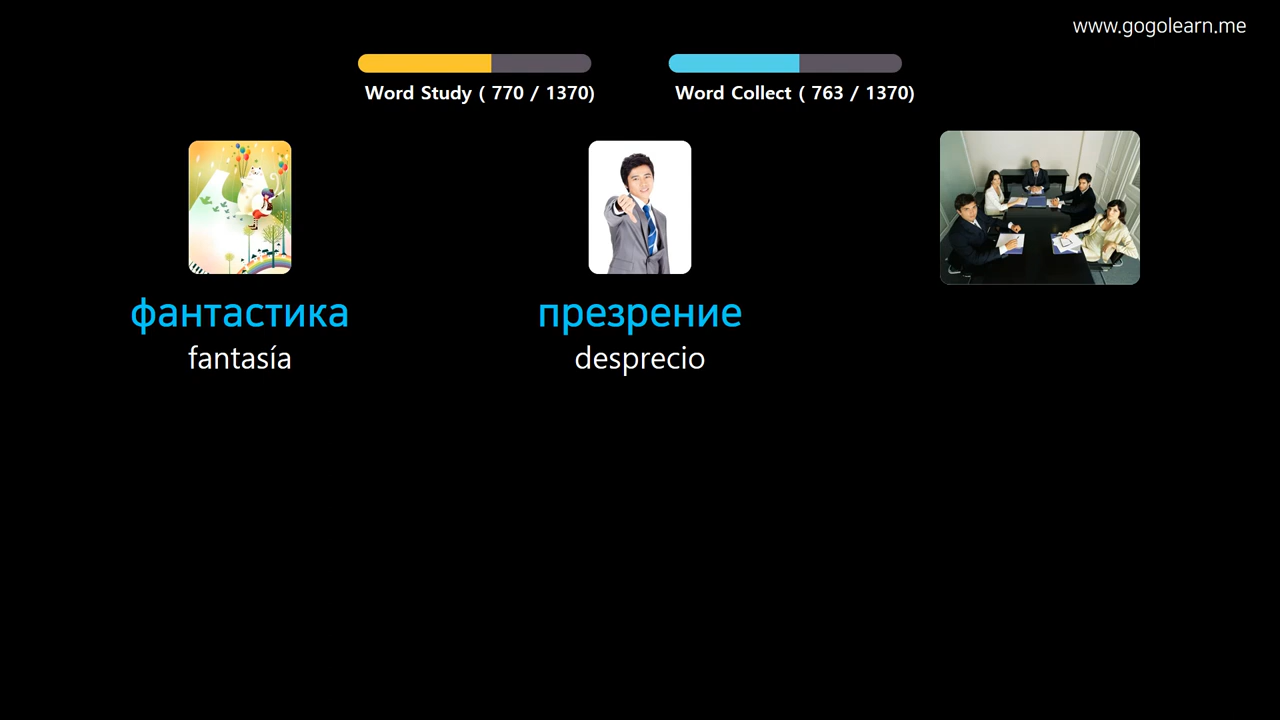 www.gogolearn.me
Word Study ( 770 / 1370)
Word Collect ( 763 / 1370)
фантастика
fantasía
презрение
desprecio